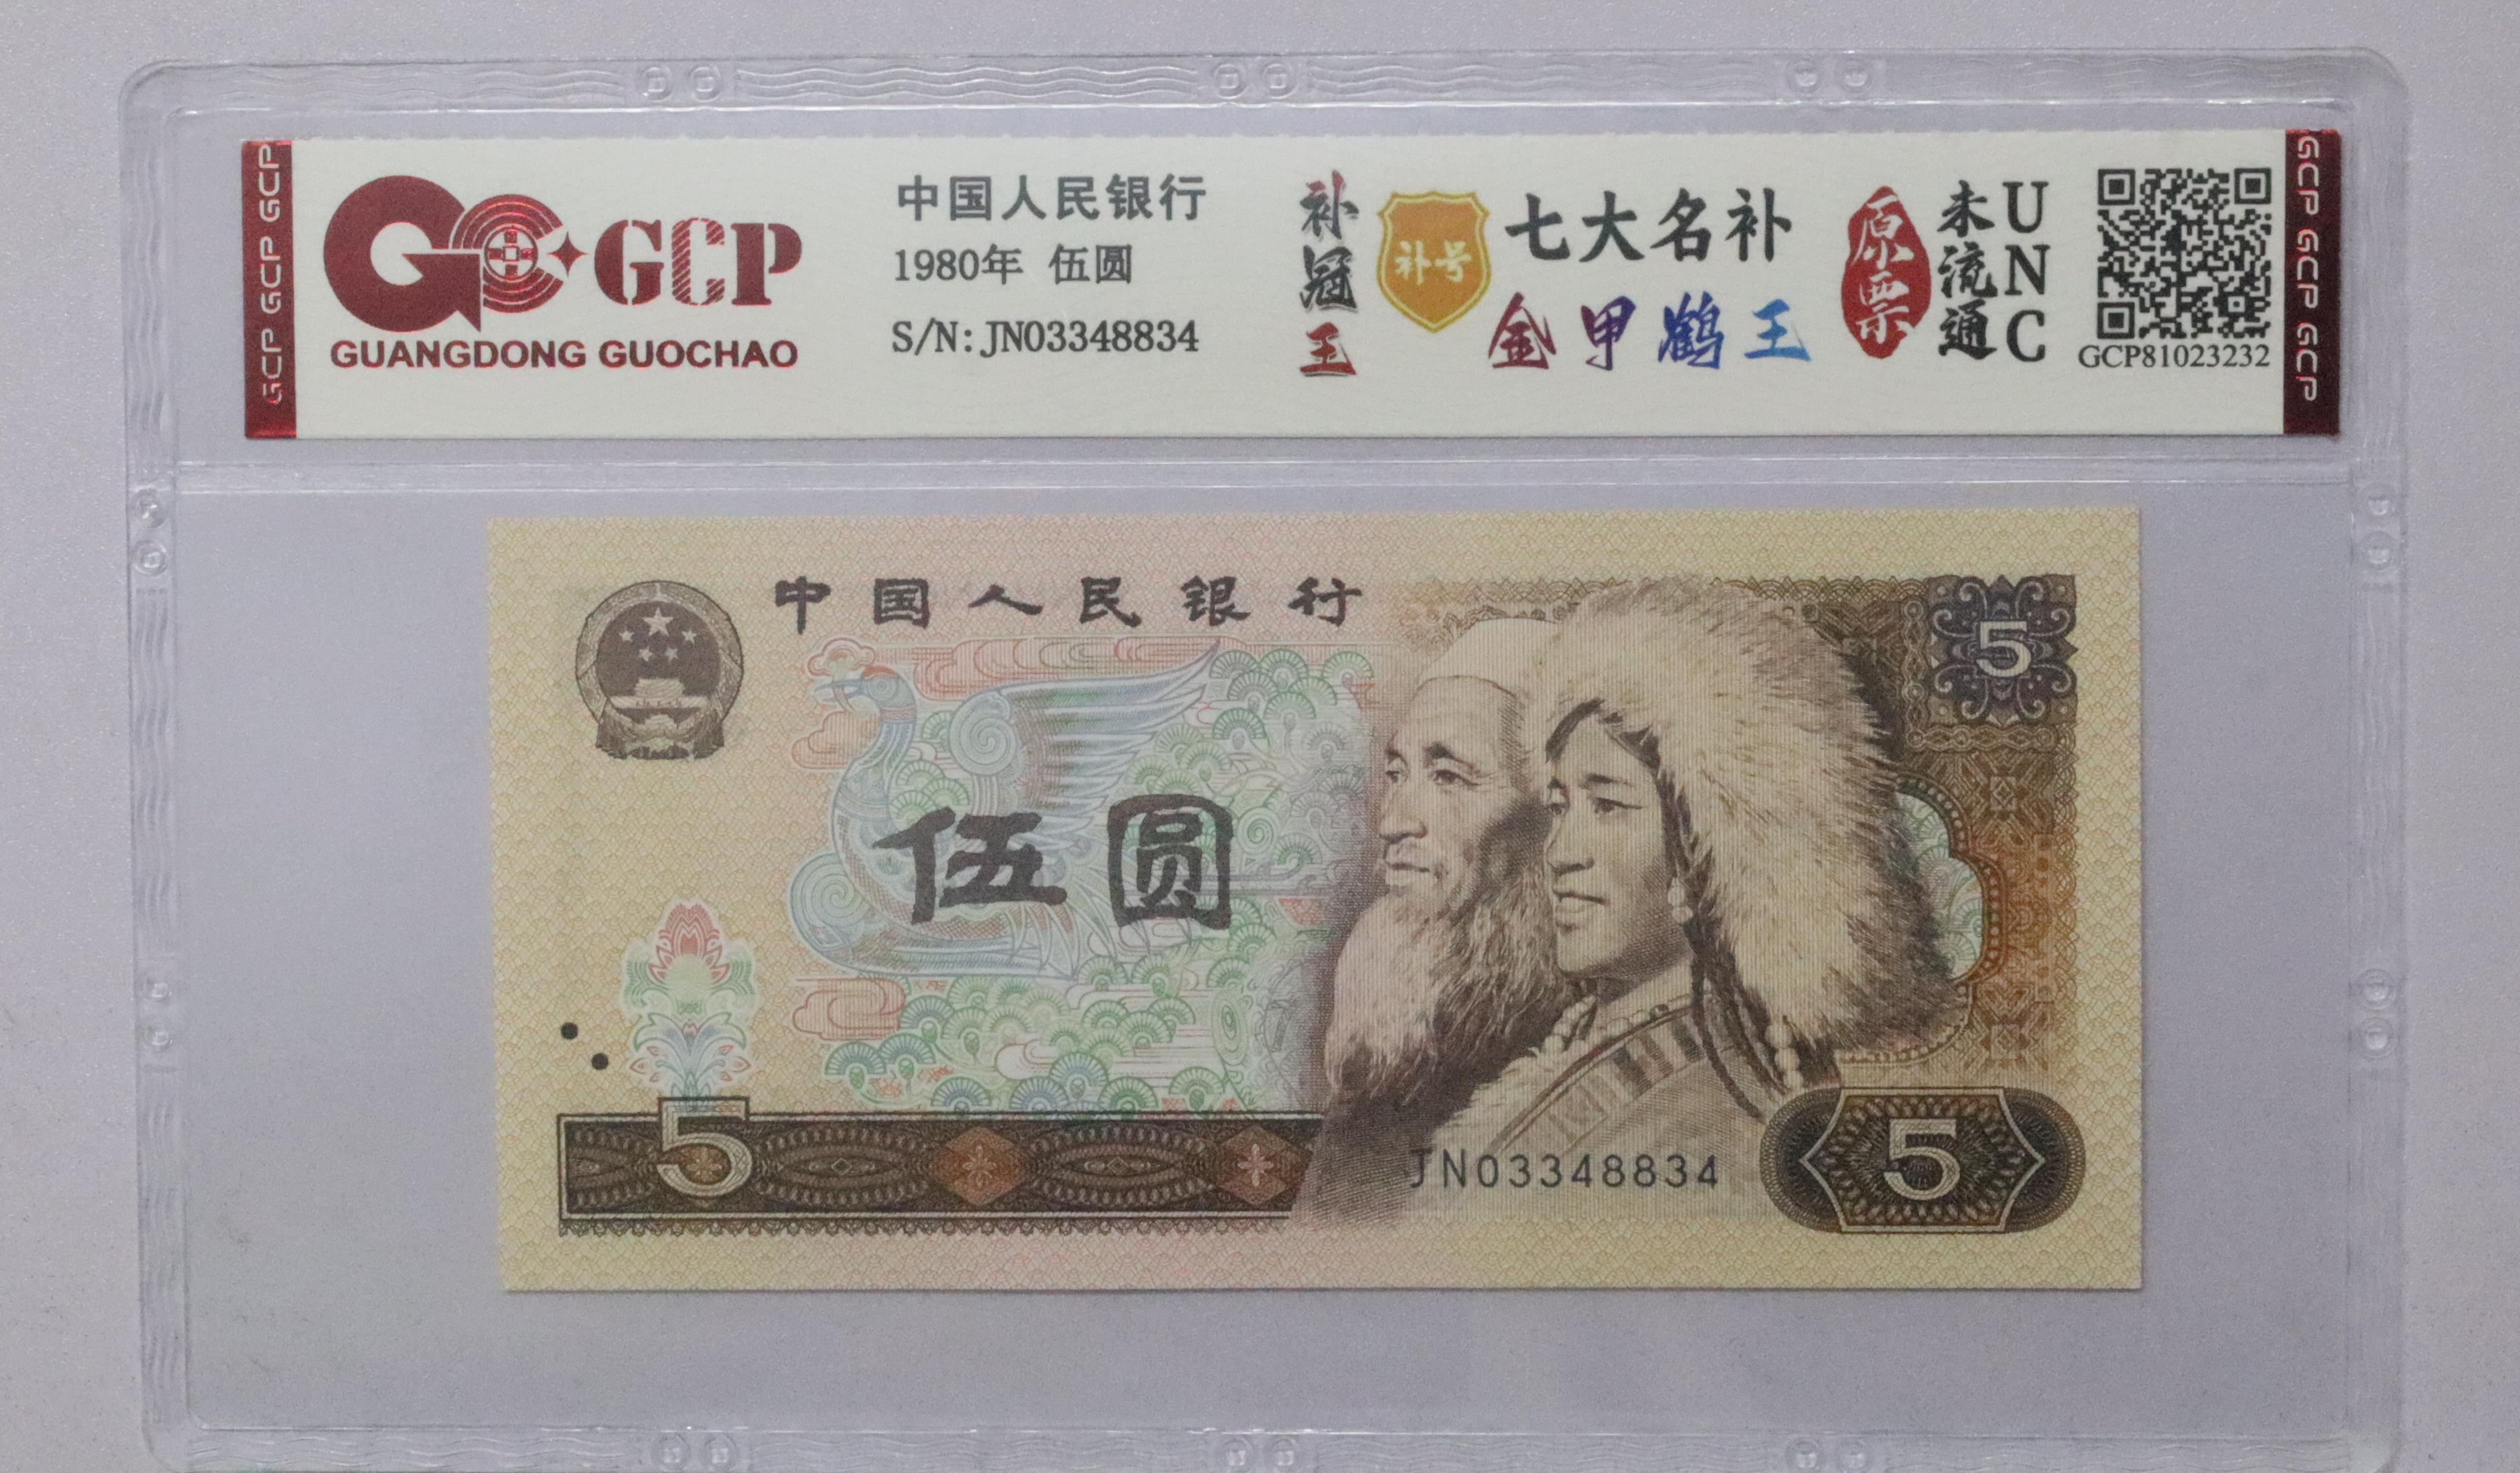 GCP GCP GCP
GCP
GUANGDONG GUOCHAO
中国人民银行
1980年 伍圆
S/N: JN03348834
补冠王
补号
七大名补
金甲鹤王
原票
未流通
UNC
GCP81023232
GCP GCP GCP
中国人民银行
5
伍圆
5
JN03348834
5